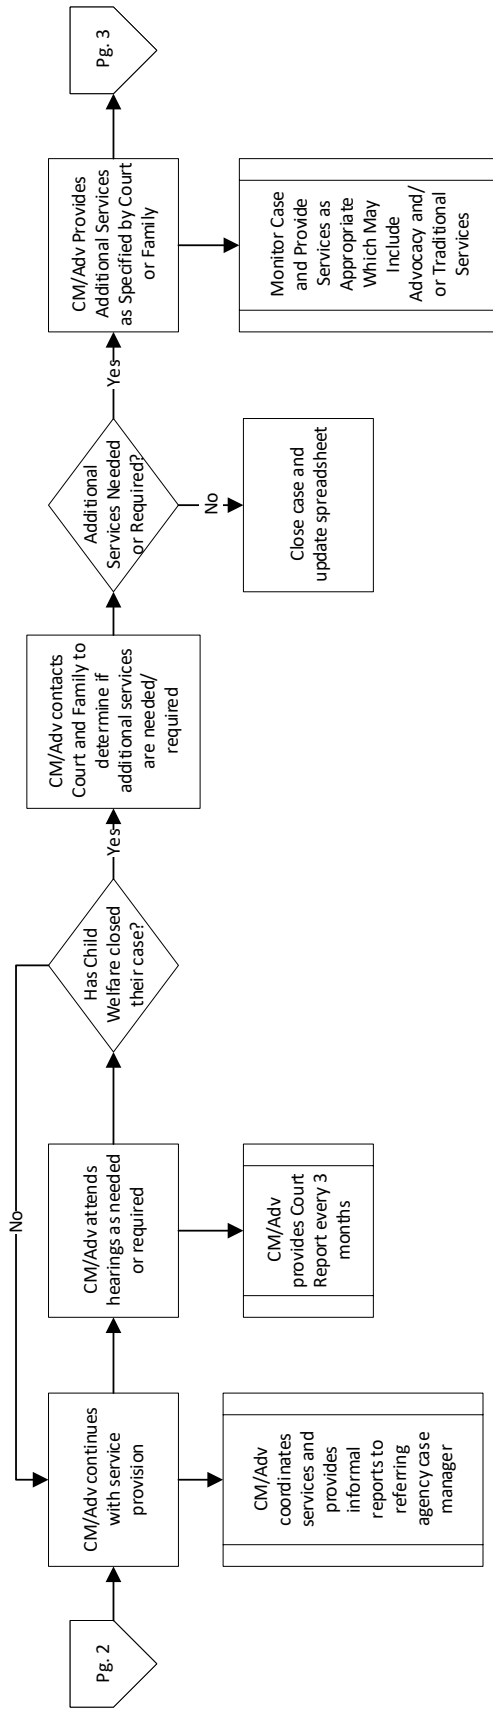 Pg. 2
CM/Adv continues
with service
provision
CM/Adv
coordinates
services and
provides
informal
reports to
referring
agency case
manager
No
CM/Adv attends
hearings as needed
or required
CM/Adv
provides Court
Report every 3
months
Has Child
Welfare closed
their case?
Yes
CM/Adv contacts
Court and Family to
determine if
additional services
are needed/
required
Additional
Services Needed
or Required?
No
Close case and
update spreadsheet
Yes
CM/Adv Provides
Additional Services
as Specified by Court
or Family
Monitor Case
and Provide
Services as
Appropriate
Which May
Include
Advocacy and/
or Traditional
Services
Pg. 3